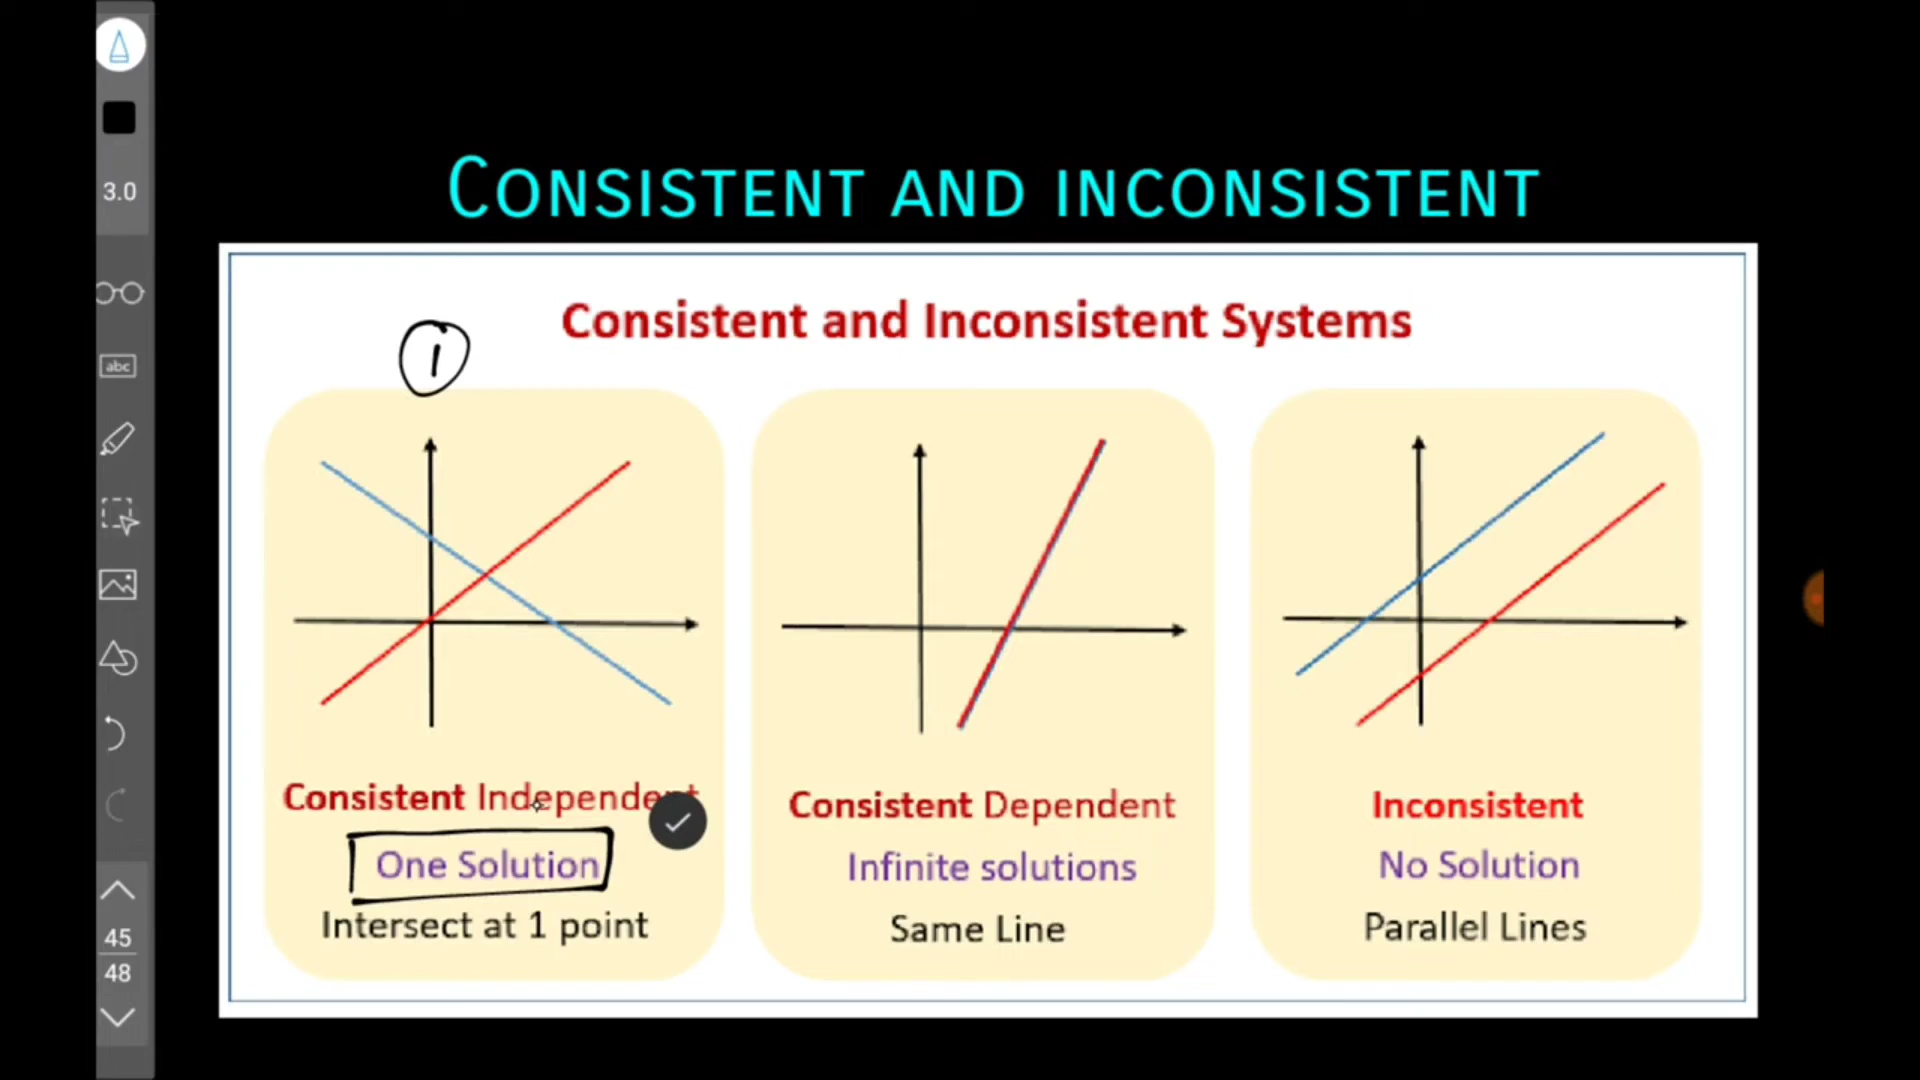 3.0
abc
45
48
CONSISTENT AND INCONSISTENT
Consistent and Inconsistent Systems
1
Consistent Independent
One Solution
Intersect at 1 point
Consistent Dependent
Infinite solutions
Same Line
Inconsistent
No Solution
Parallel Lines